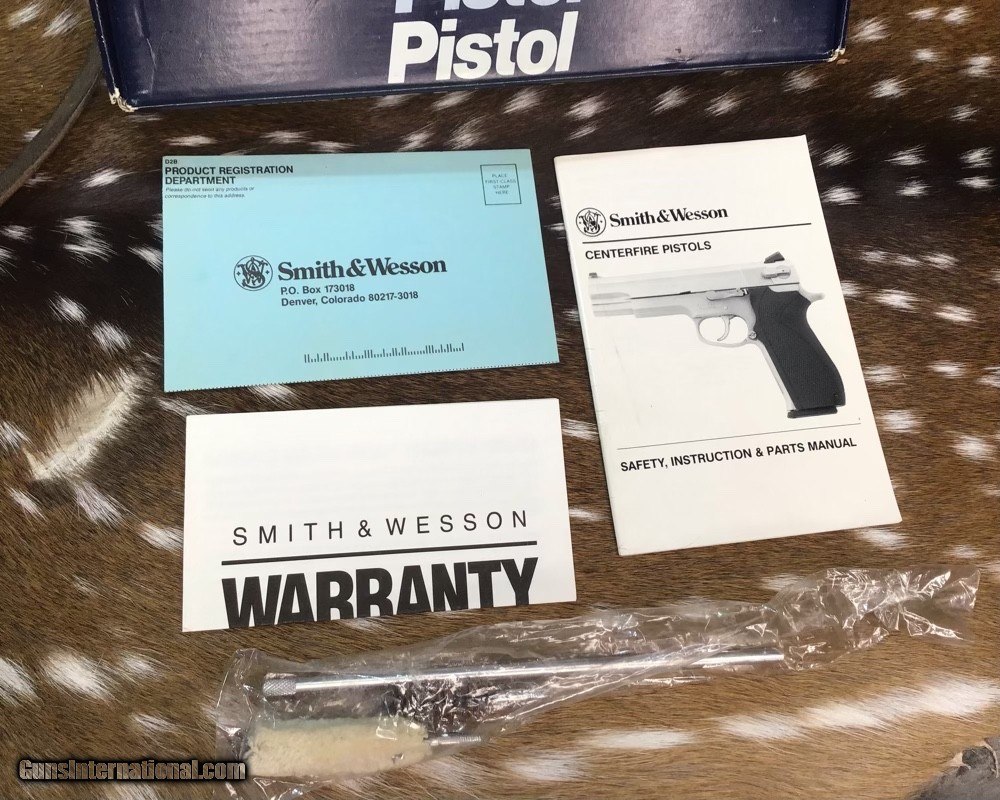 Pistol
Pistol
D2B
PRODUCT REGISTRATION
DEPARTMENT
Please do not send any products or
correspondence to this address.
PLACE
FIRST CLASS
STAMP
HERE
Smith & Wesson
P.O. Box 173018
Denver, Colorado 80217-3018
Smith & Wesson
CENTERFIRE PISTOLS
SAFETY, INSTRUCTION & PARTS MANUAL
SMITH & WESSON
WARRANTY
GunsInternational.com